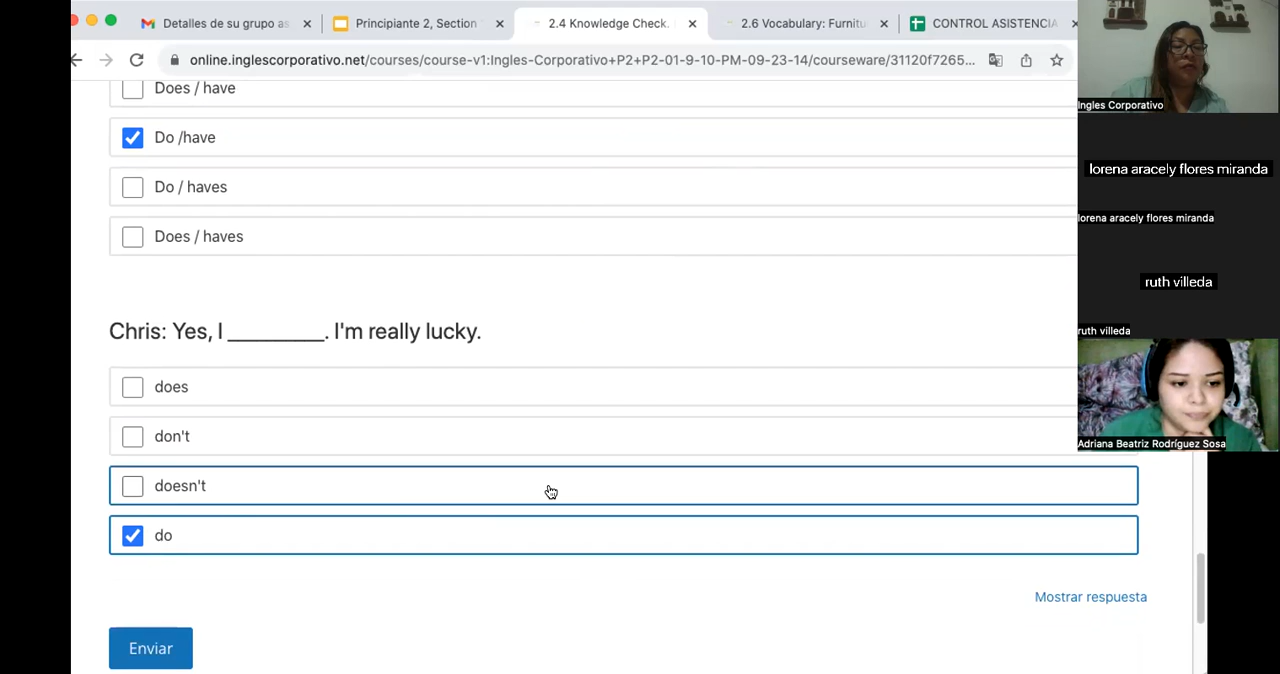 Detalles de su grupo as
Principiante 2, Section
2.4 Knowledge Check.
2.6 Vocabulary: Furnitu
CONTROL ASISTENCIA
online.inglescorporativo.net/courses/course-v1:Ingles-Corporativo+P2+P2-01-9-10-PM-09-23-14/courseware/31120f7265...
Does / have
Do /have
Do / haves
Does / haves
Chris: Yes, I _________. I'm really lucky.
does
don't
doesn't
do
Mostrar respuesta
Enviar
Ingles Corporativo
lorena aracely flores miranda
lorena aracely flores miranda
ruth villeda
ruth villeda
Adriana Beatriz Rodríguez Sosa